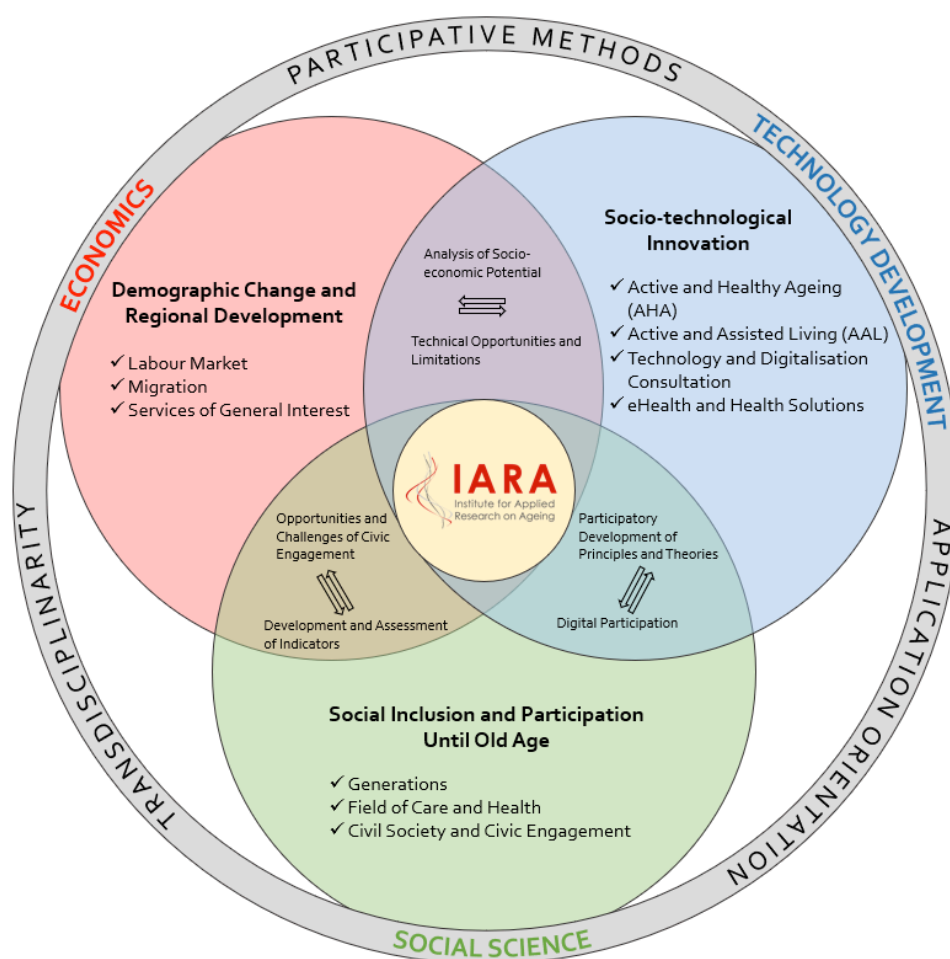 PARTICIPATIVE METHODS
ECONOMICS
TECHNOLOGY DEVELOPMENT
Socio-technological
Innovation
✓ Active and Healthy Ageing
(AHA)
✓ Active and Assisted Living (AAL)
✓ Technology and Digitalisation
Consultation
✓ eHealth and Health Solutions
Analysis of Socio-
economic Potential
Technical Opportunities and
Limitations
Demographic Change and
Regional Development
✓ Labour Market
✓ Migration
✓ Services of General Interest
IARA
Institute for Applied
Research on Ageing
Opportunities and
Challenges of Civic
Engagement
Development and Assessment
of Indicators
Participatory
Development of
Principles and Theories
Digital Participation
TRANSDISCIPLINARITY
APPLICATION ORIENTATION
Social Inclusion and Participation
Until Old Age
✓ Generations
✓ Field of Care and Health
✓ Civil Society and Civic Engagement
SOCIAL SCIENCE